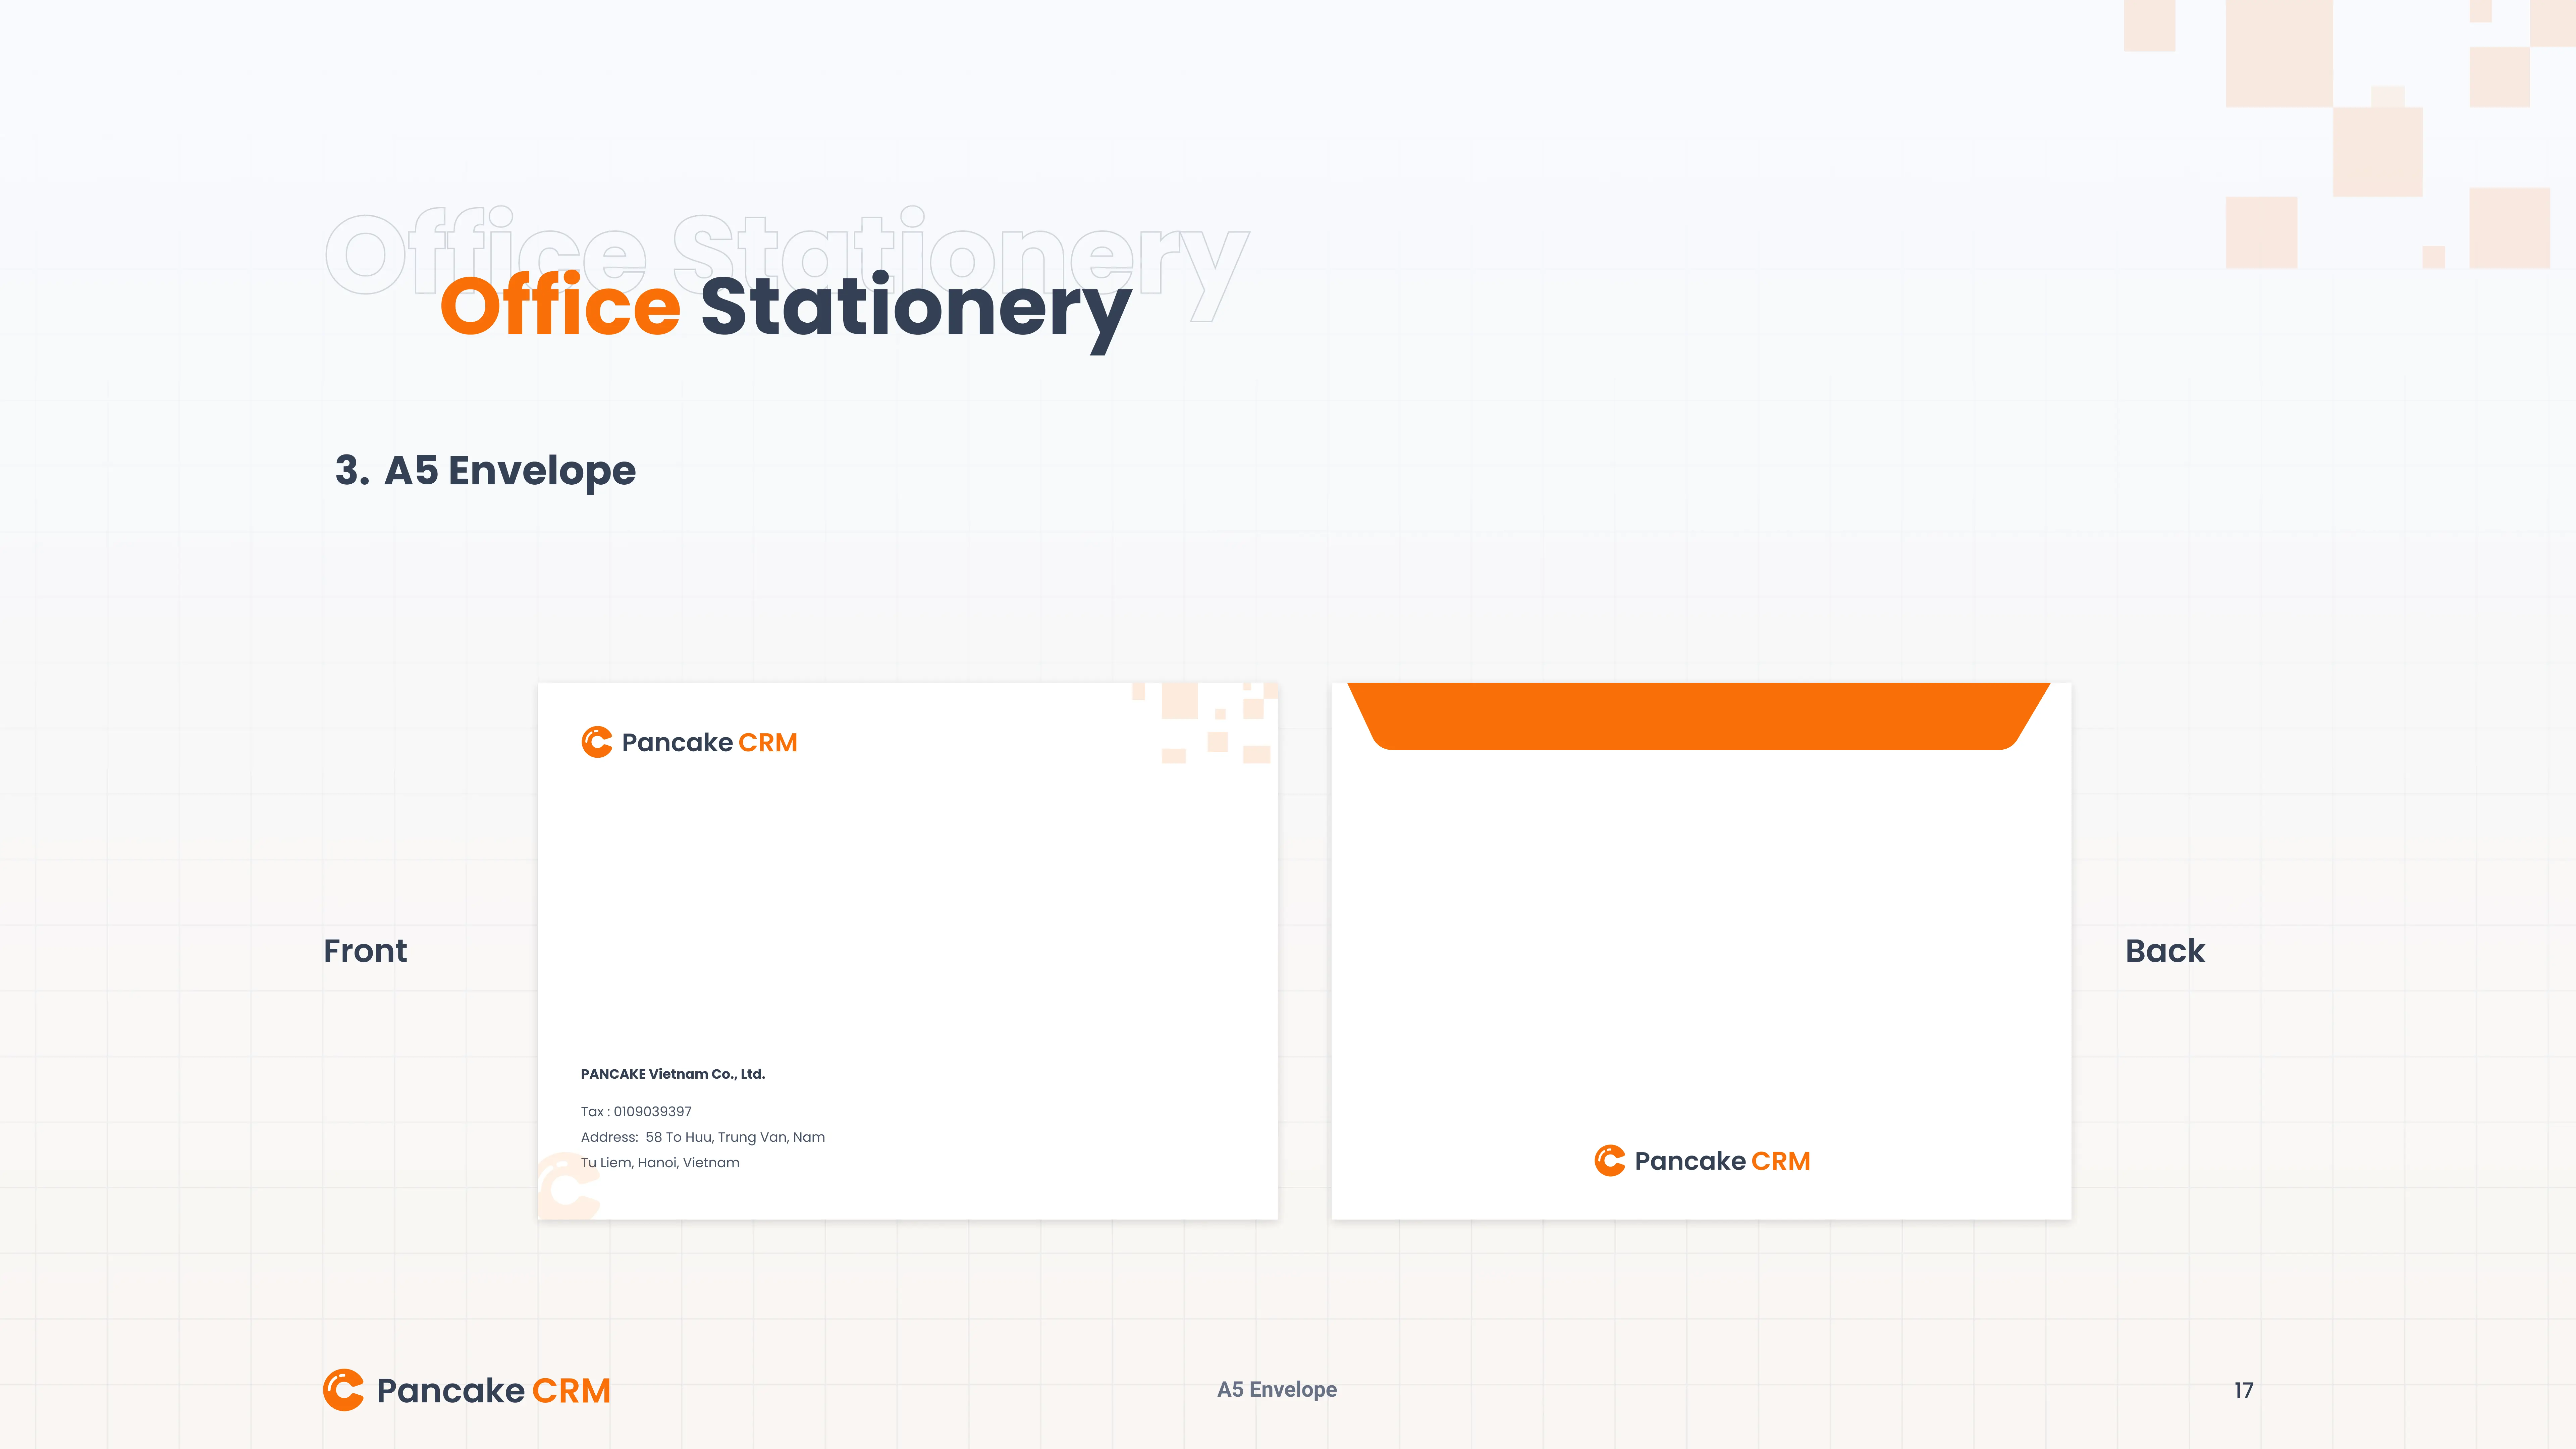 Office Stationery
Office Stationery
3. A5 Envelope
Pancake CRM
PANCAKE Vietnam Co., Ltd.
Tax : 0109039397
Address: 58 To Huu, Trung Van, Nam
Tu Liem, Hanoi, Vietnam
Front
Pancake CRM
Back
Pancake CRM
A5 Envelope
17